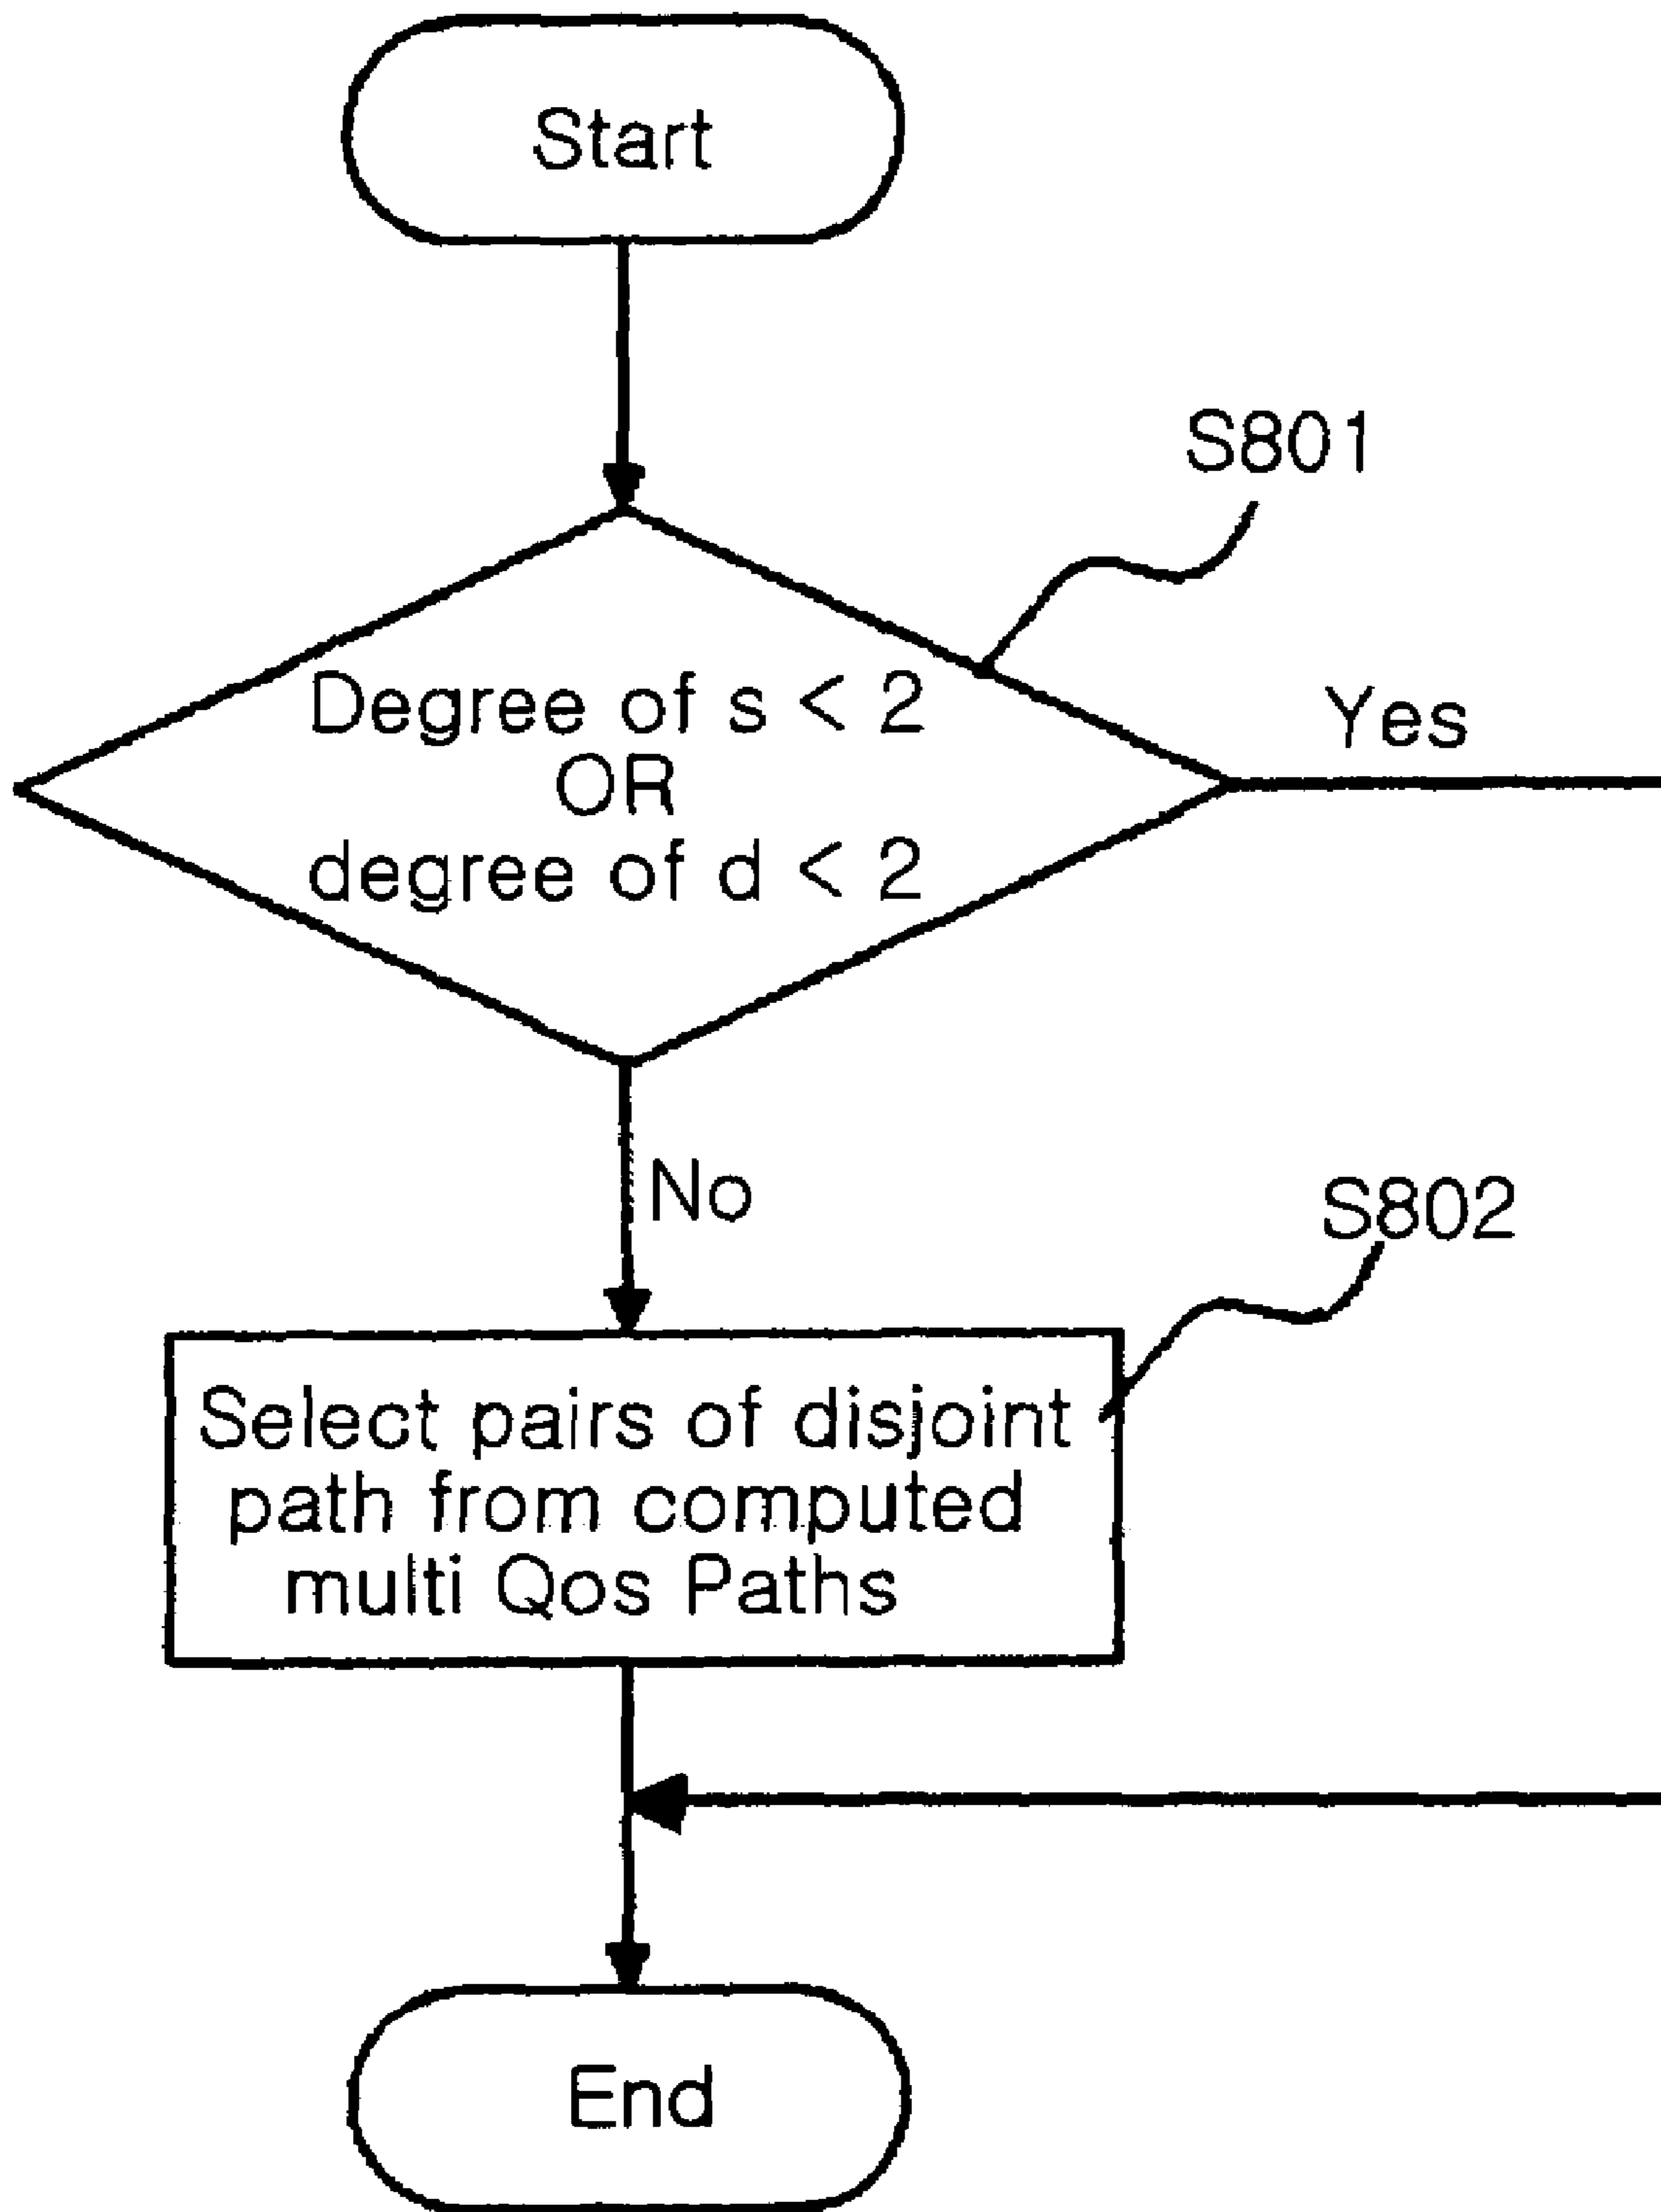 Start
S801
Degree of s < 2
OR
degree of d < 2
Yes
No
S802
Select pairs of disjoint
path from computed
multi Qos Paths
End